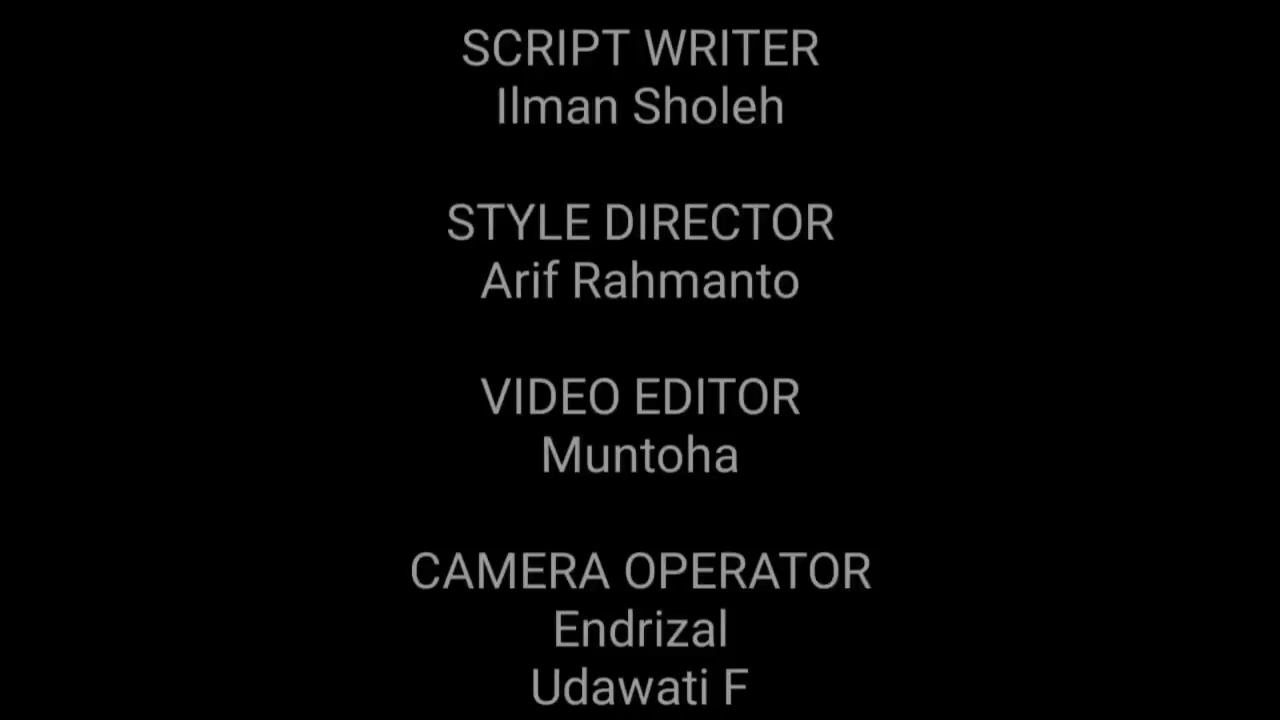 SCRIPT WRITER
Ilman Sholeh
STYLE DIRECTOR
Arif Rahmanto
VIDEO EDITOR
Muntoha
CAMERA OPERATOR
Endrizal
Udawati F